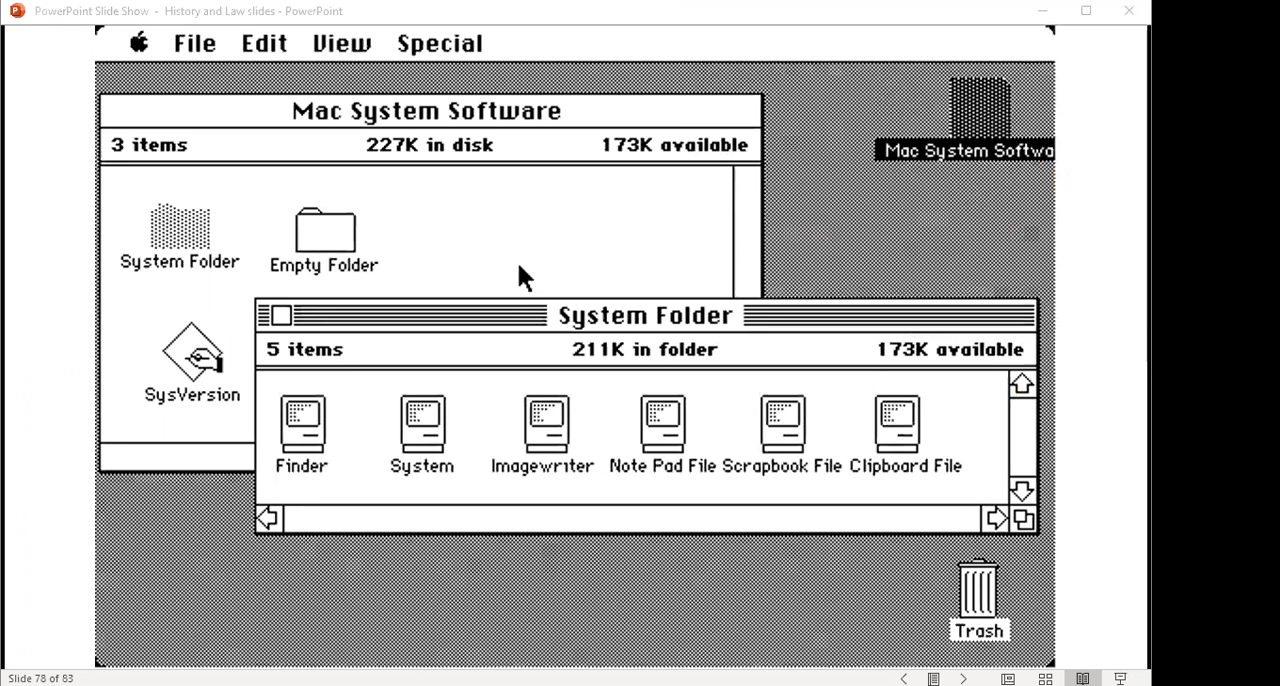 PowerPoint Slide Show - History and Law slides - PowerPoint
File Edit View Special
Mac System Software
3 items 227K in disk 173K available
Mac System Softwa
System Folder Empty Folder
SysVersion
System Folder
5 items 211K in folder 173K available
Finder System Imagewriter Note Pad File Scrapbook File Clipboard File
Trash
Slide 78 of 83